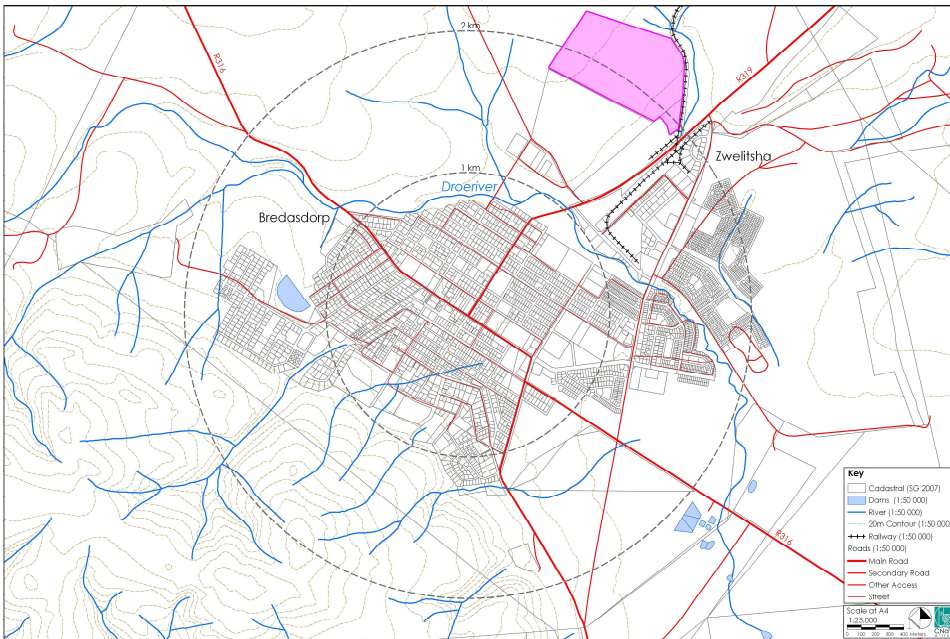 2 km
R316
R319
Zwelitsha
1 km
Droeriver
Bredasdorp
R316
Key
Cadastral (SG 2007)
Dams (1:50 000)
River (1:50 000)
20m Contour (1:50 000)
Railway (1:50 000)
Roads (1:50 000)
Main Road
Secondary Road
Other Access
Street
Scale at A4
1:25,000
0 100 200 300 400 Meters